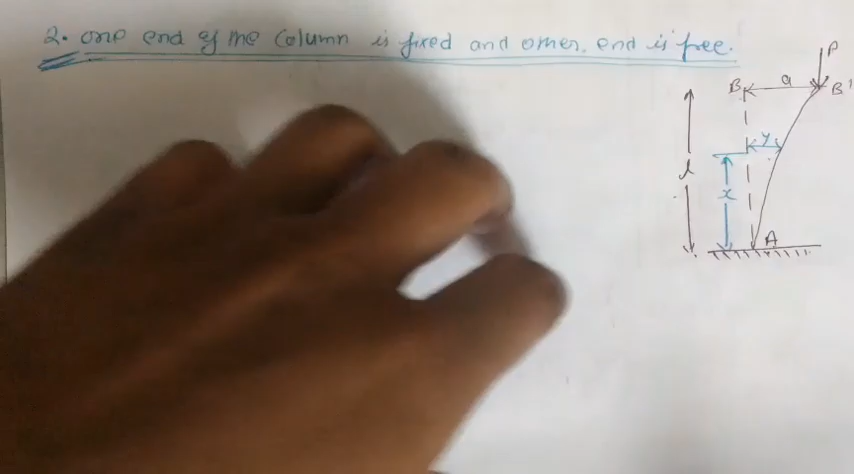 2. one end of the column is fixed and other end is free.
P
B a B'
y
l x
A